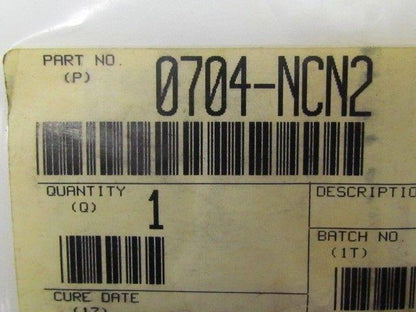 PART NO. 0704-NCN2
(P)
QUANTITY 1 DESCRIPTIO
(Q)
BATCH NO.
(1T)
CURE DATE